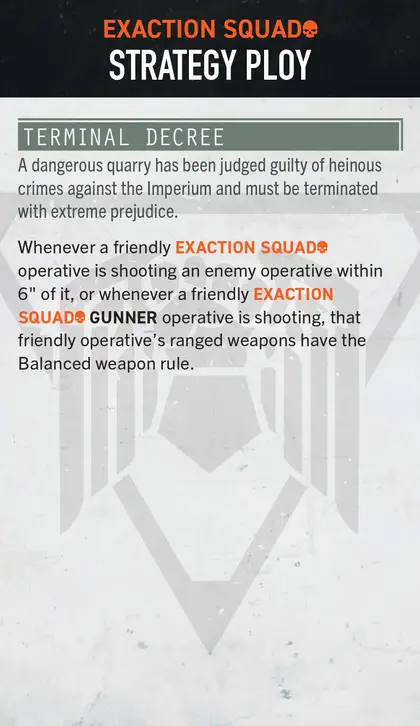 EXACTION SQUAD
STRATEGY PLOY
TERMINAL DECREE
A dangerous quarry has been judged guilty of heinous
crimes against the Imperium and must be terminated
with extreme prejudice.
Whenever a friendly EXACTION SQUAD
operative is shooting an enemy operative within
6" of it, or whenever a friendly EXACTION
SQUAD GUNNER operative is shooting, that
friendly operative’s ranged weapons have the
Balanced weapon rule.